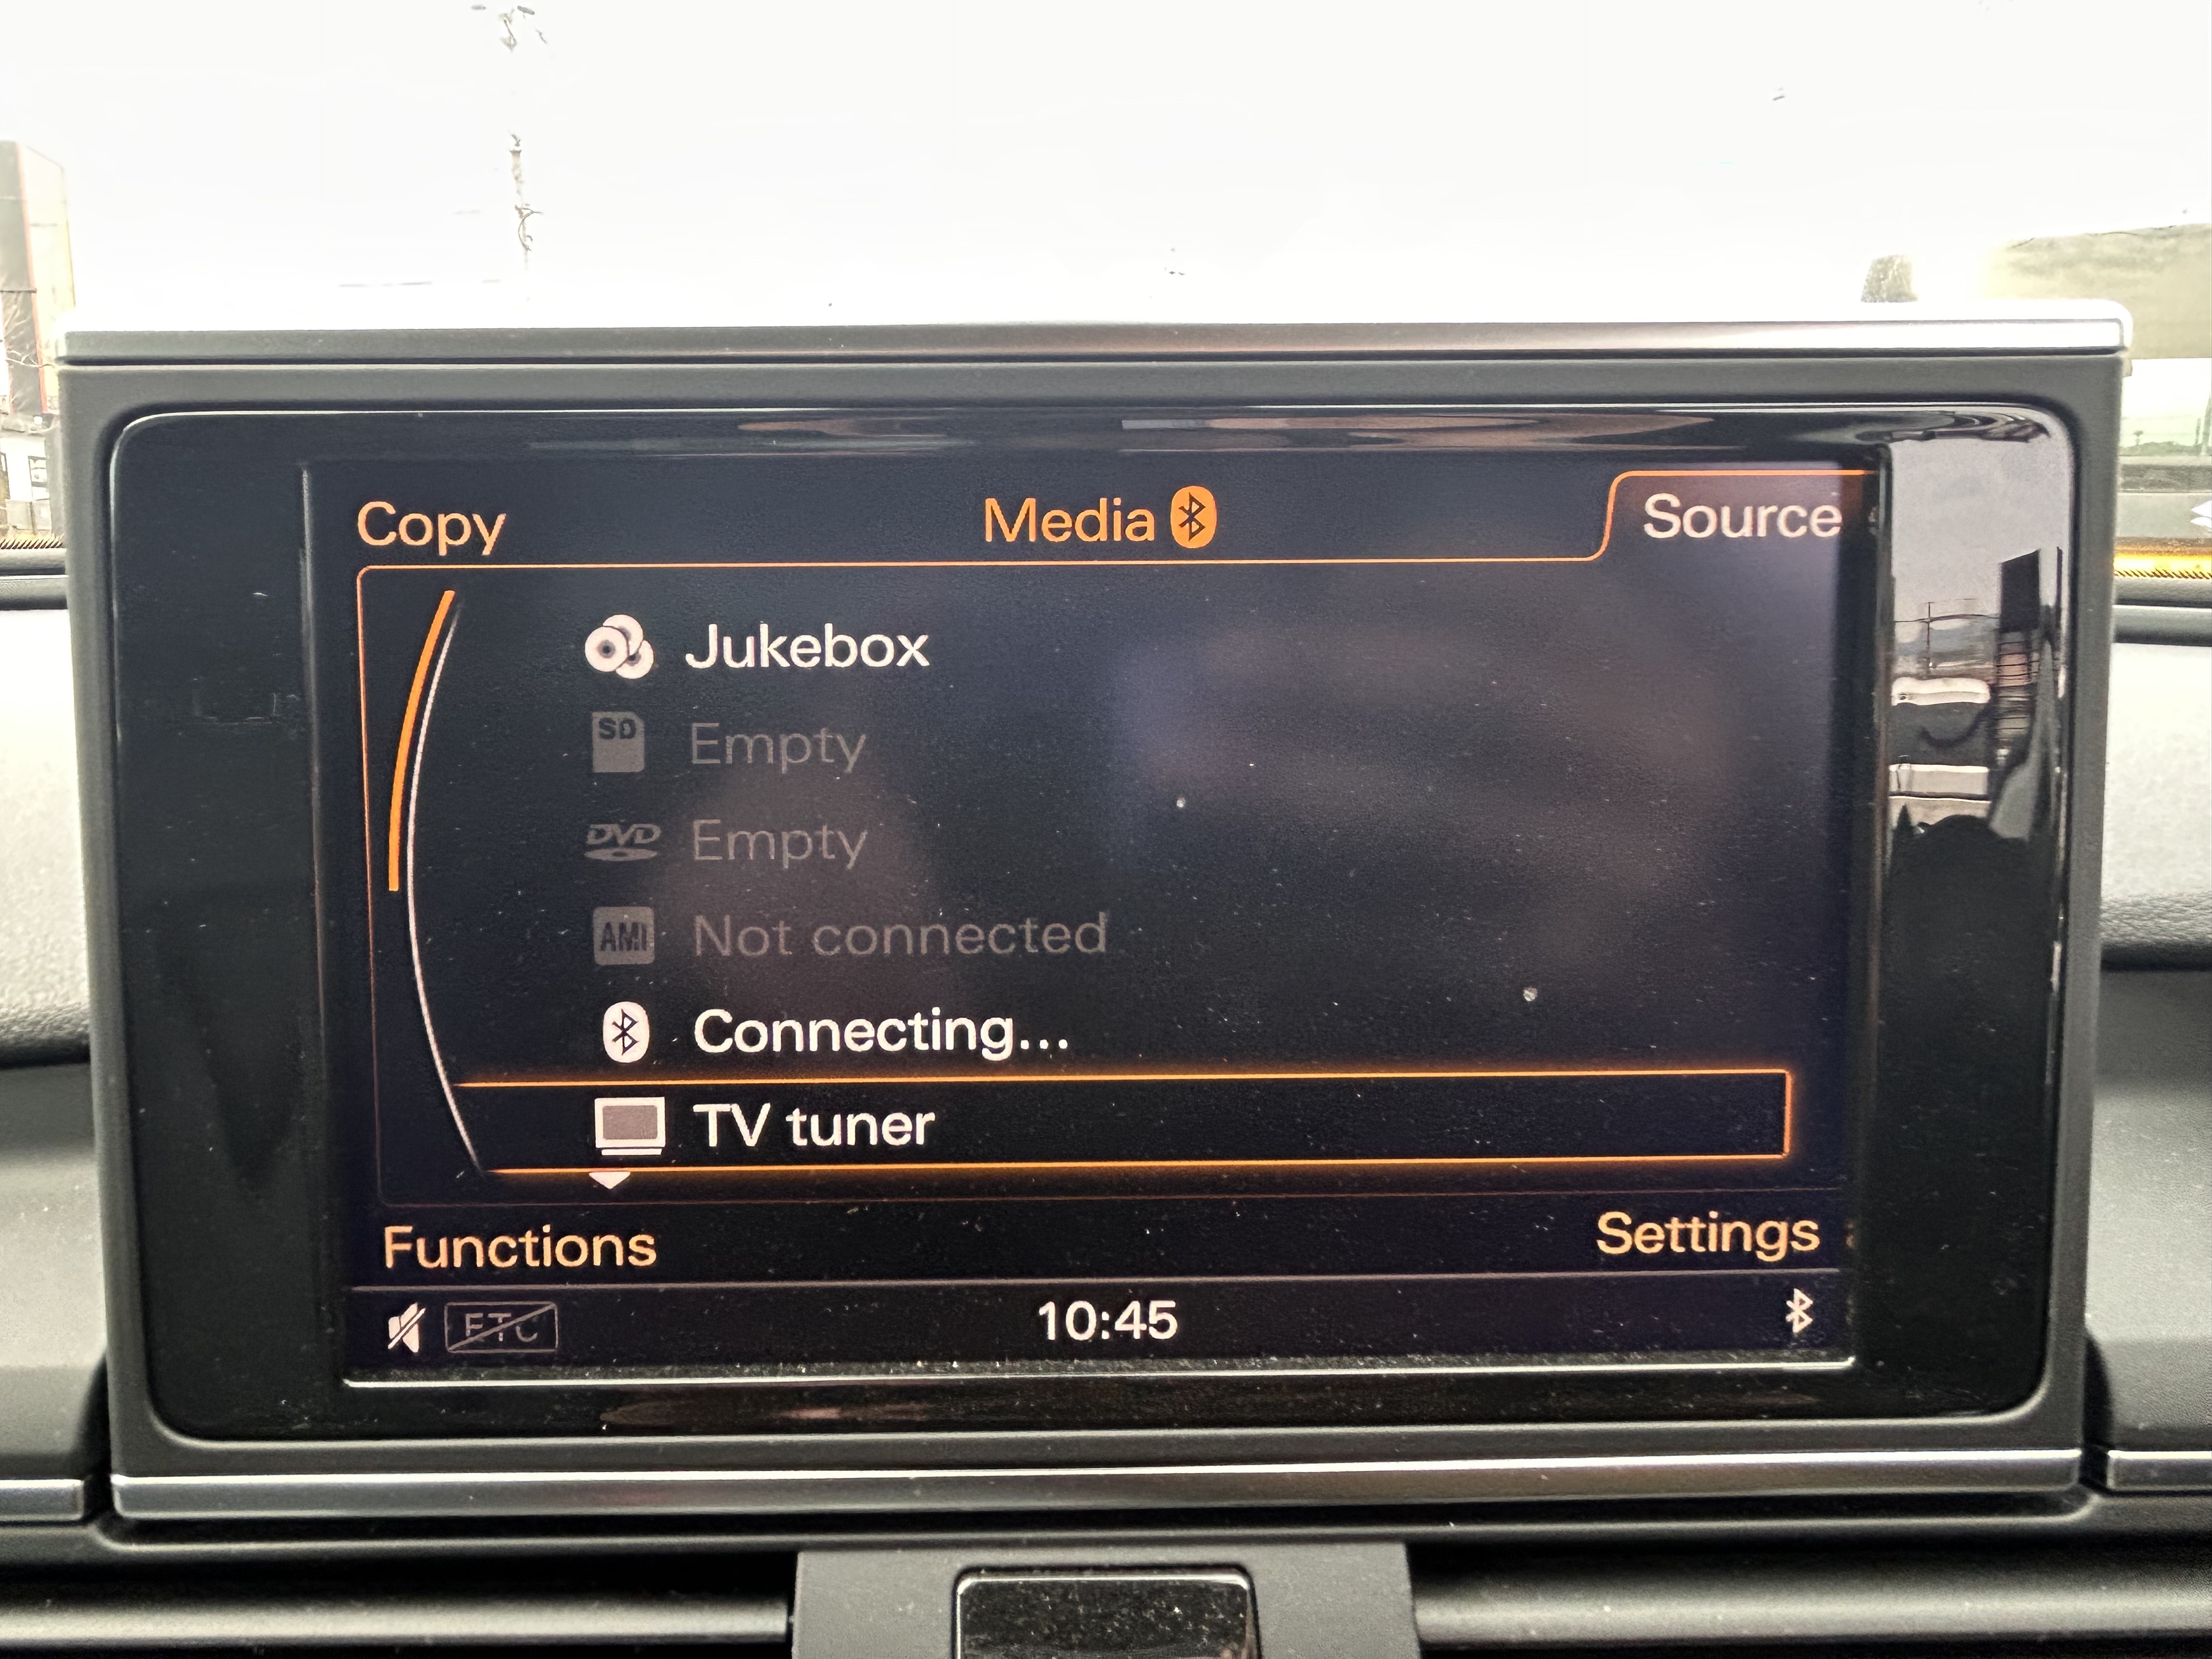 Copy
Media
Source
Jukebox
SD Empty
DVD Empty
AMI Not connected
Connecting...
TV tuner
Functions
Settings
ETC
10:45